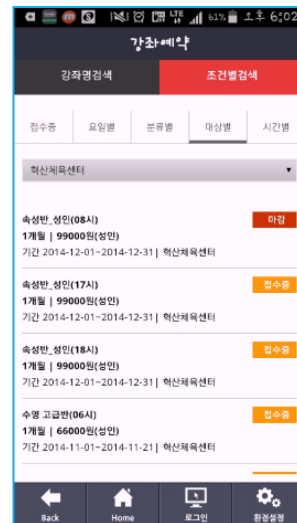 LTE 61% 오후 6:02
강좌예약
강좌명검색 조건별검색
접수중 요일별 분류별 대상별 시간별
혁신체육센터
속성반_성인(08시) 마감
1개월 | 99000원(성인)
기간 2014-12-01~2014-12-31| 혁신체육센터
속성반_성인(17시) 접수중
1개월 | 99000원(성인)
기간 2014-12-01~2014-12-31| 혁신체육센터
속성반_성인(18시) 접수중
1개월 | 99000원(성인)
기간 2014-12-01~2014-12-31| 혁신체육센터
수영 고급반(06시) 접수중
1개월 | 66000원(성인)
기간 2014-11-01~2014-11-21| 혁신체육센터
Back Home 로그인 환경설정